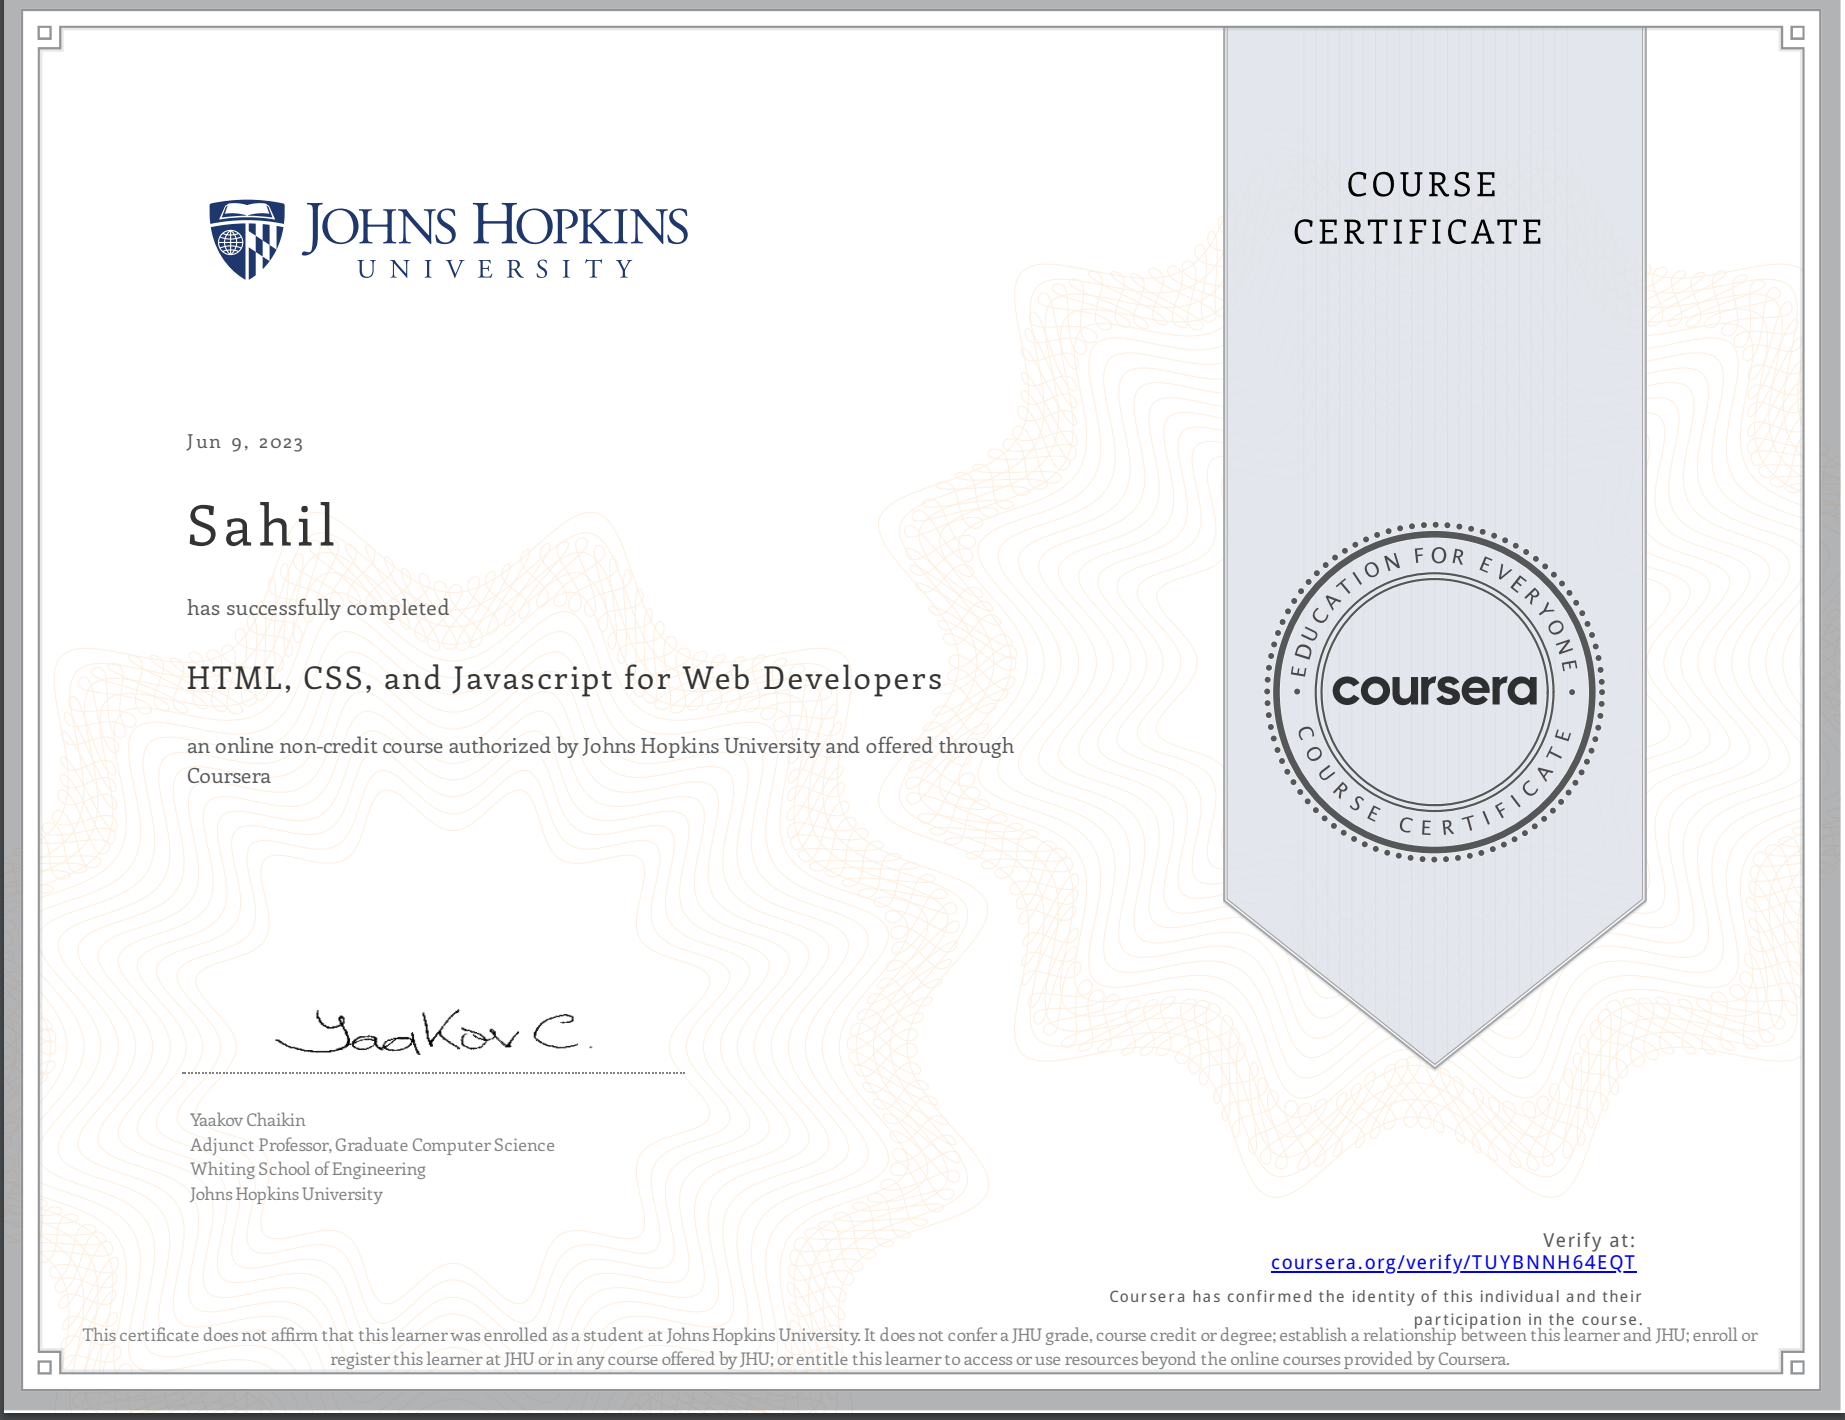 JOHNS HOPKINS
UNIVERSITY
COURSE
CERTIFICATE
Jun 9, 2023
Sahil
has successfully completed
HTML, CSS, and Javascript for Web Developers
an online non-credit course authorized by Johns Hopkins University and offered through
Coursera
EDUCATION FOR EVERYONE
coursera
COURSE CERTIFICATE
Yaakov C.
Yaakov Chaikin
Adjunct Professor, Graduate Computer Science
Whiting School of Engineering
Johns Hopkins University
Verify at:
coursera.org/verify/TUYBNNH64EQT
Coursera has confirmed the identity of this individual and their
participation in the course.
This certificate does not affirm that this learner was enrolled as a student at Johns Hopkins University. It does not confer a JHU grade, course credit or degree; establish a relationship between this learner and JHU; enroll or
register this learner at JHU or in any course offered by JHU; or entitle this learner to access or use resources beyond the online courses provided by Coursera.